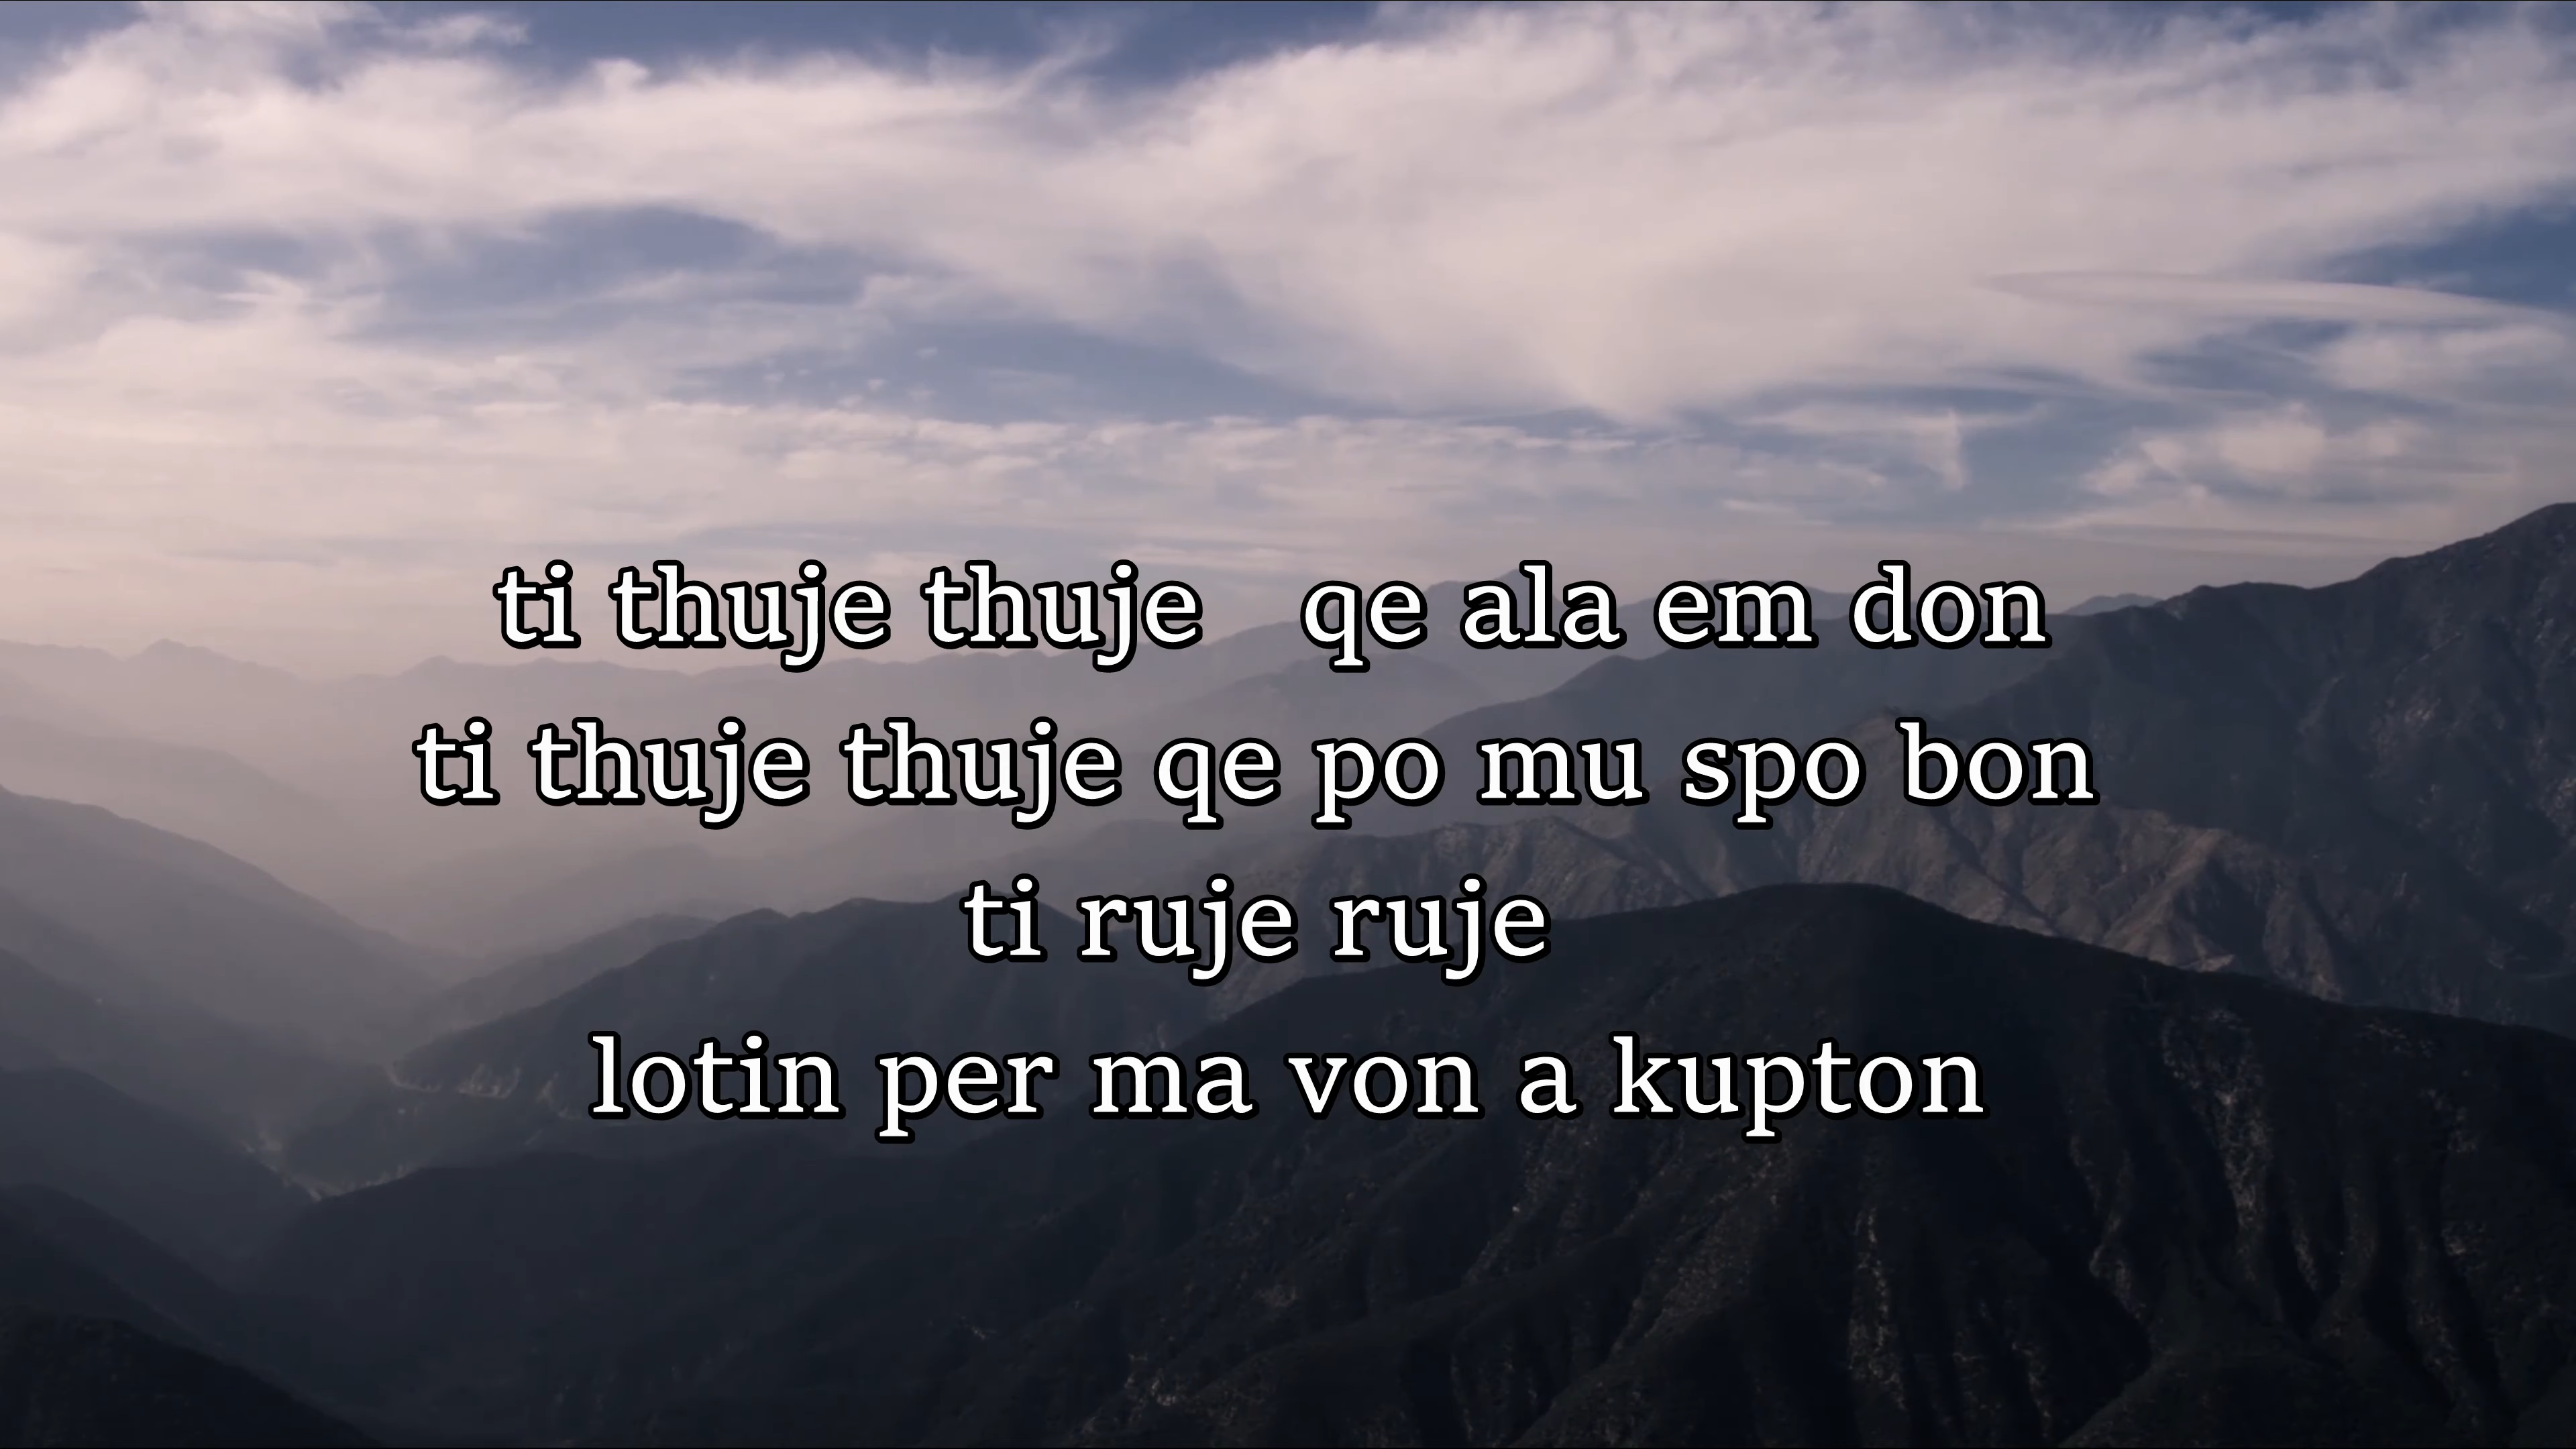 ti thuje thuje qe ala em don
ti thuje thuje qe po mu spo bon
ti ruje ruje
lotin per ma von a kupton